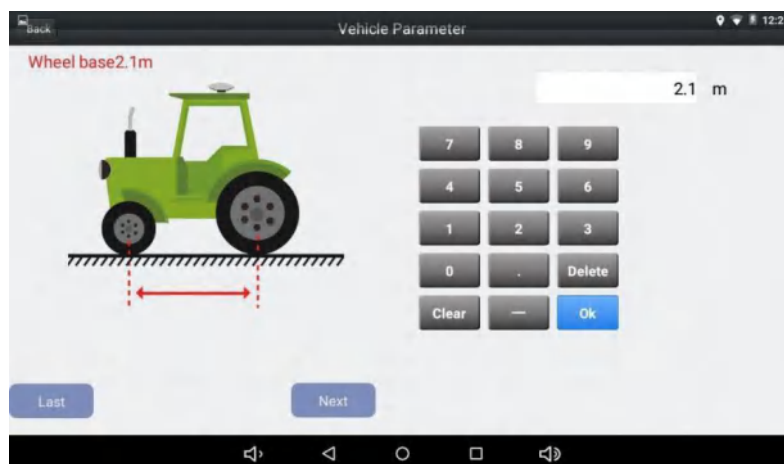 Back
Vehicle Parameter
12:2
Wheel base2.1m
2.1 m
7 8 9
4 5 6
1 2 3
0 . Delete
Clear — Ok
Last
Next